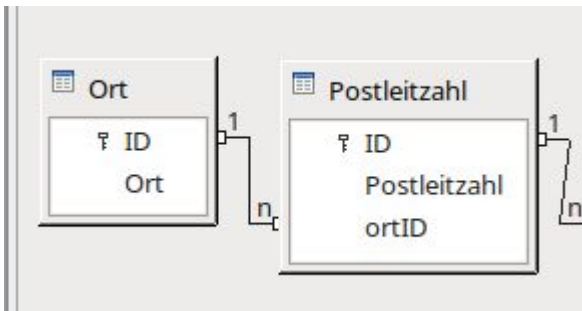 Ort
ID
Ort
1
n
Postleitzahl
ID
Postleitzahl
ortID
1
n